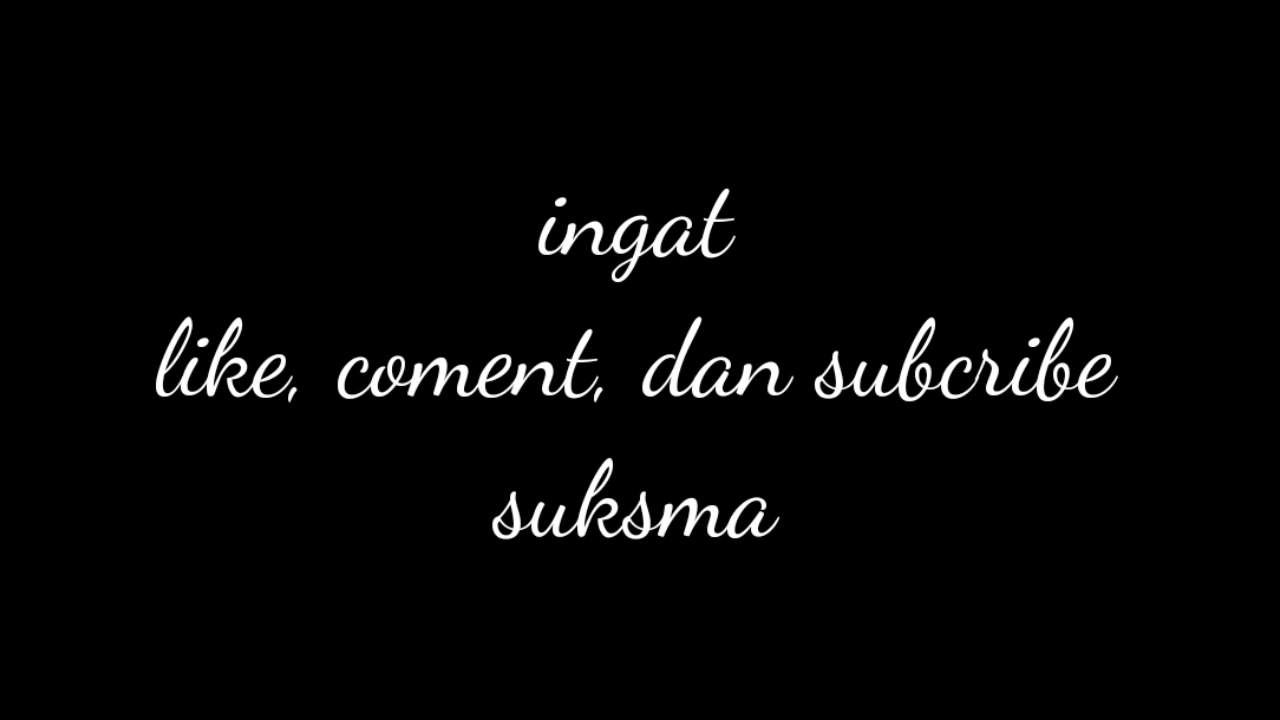 ingat
like, coment, dan subcribe
suksma